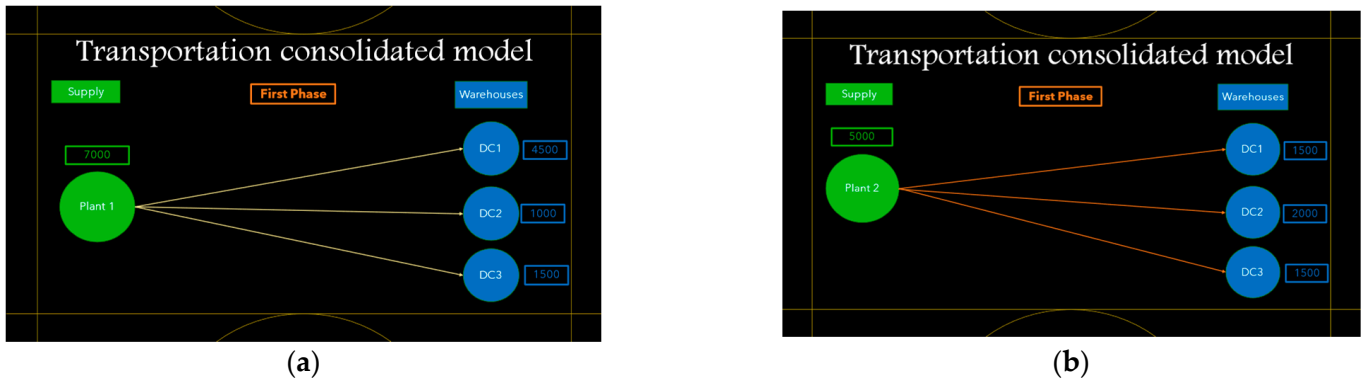 Transportation consolidated model
Supply
First Phase
Warehouses
7000
Plant 1
DC1
4500
DC2
1000
DC3
1500
(a)
Transportation consolidated model
Supply
First Phase
Warehouses
5000
Plant 2
DC1
1500
DC2
2000
DC3
1500
(b)